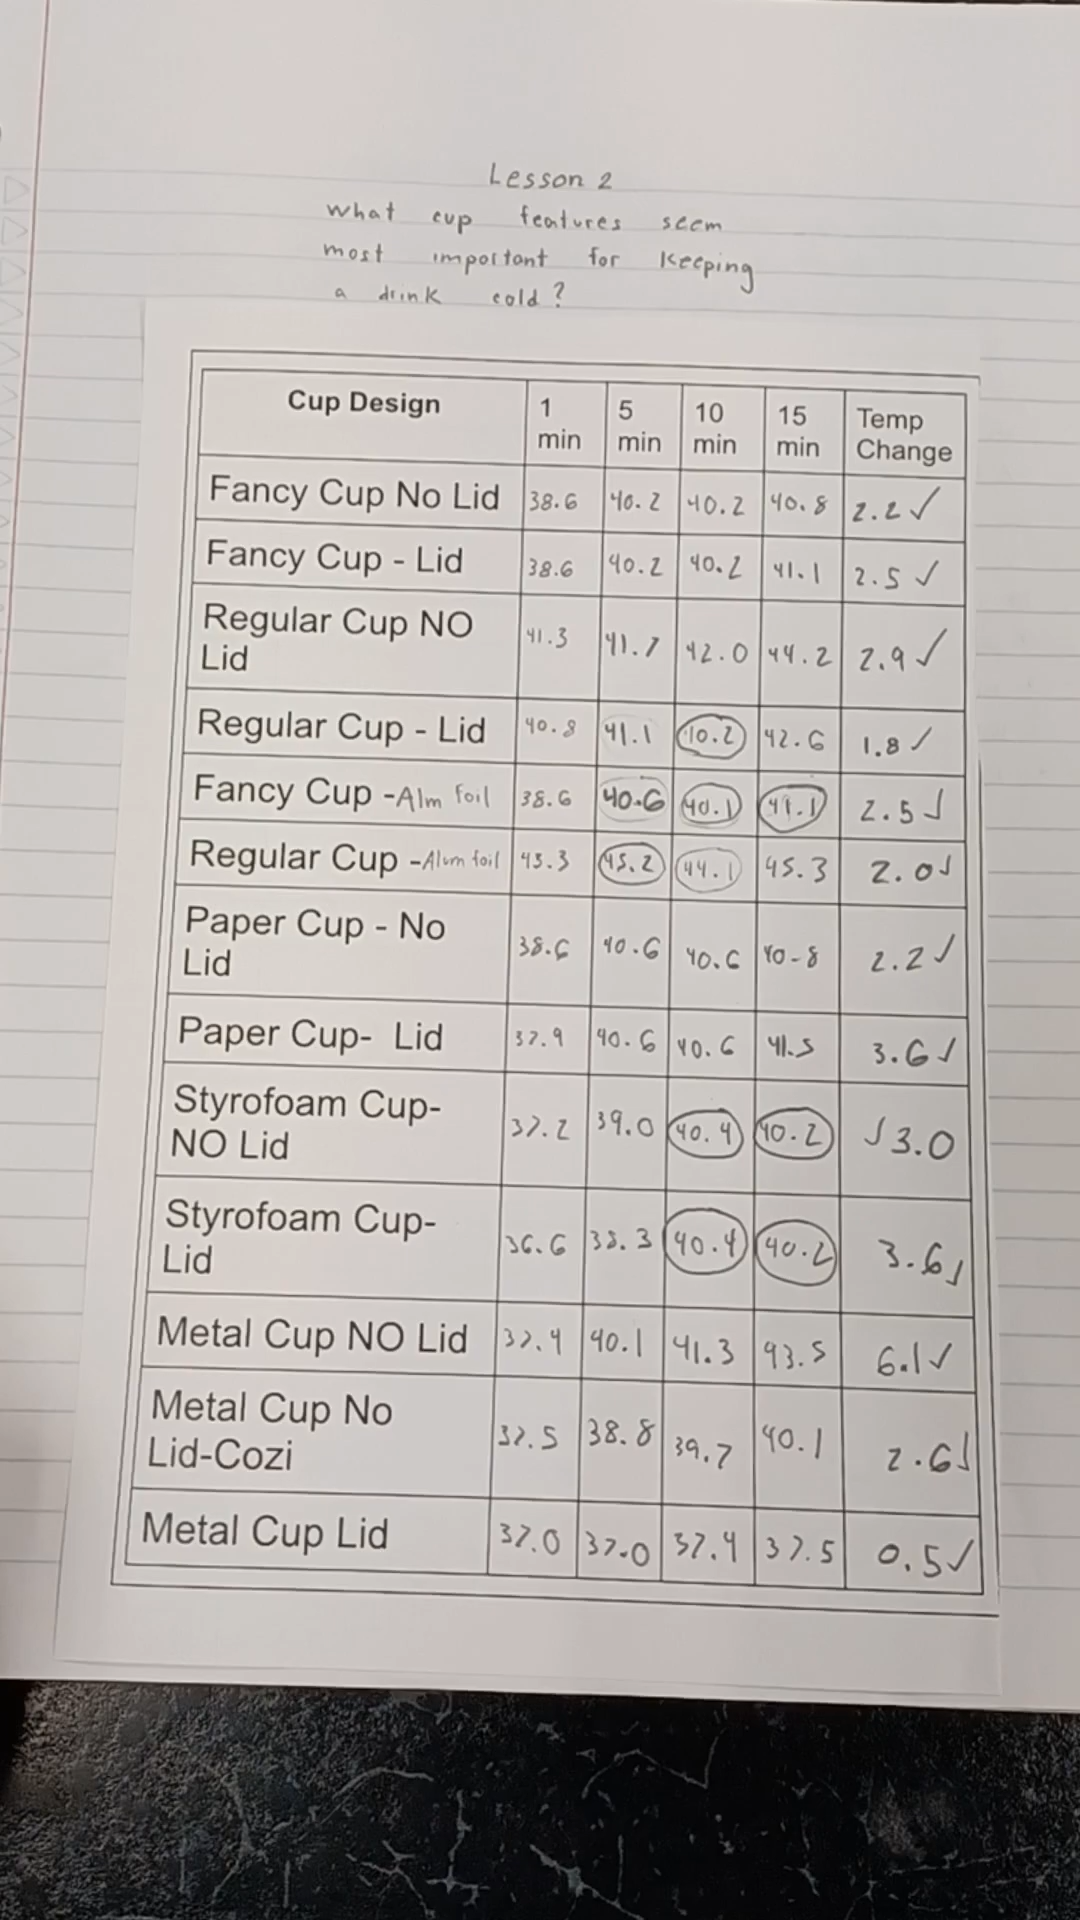 Lesson 2
What cup features seem
most important for keeping
a drink cold?
Cup Design 1 min 5 min 10 min 15 min Temp Change
Fancy Cup No Lid 38.6 40.2 40.2 40.8 2.2 ✓
Fancy Cup - Lid 38.6 40.2 40.2 41.1 2.5 ✓
Regular Cup NO Lid 41.3 41.7 42.0 44.2 2.9 ✓
Regular Cup - Lid 40.8 41.1 40.2 42.6 1.8 ✓
Fancy Cup -Alm foil 38.6 40.6 40.1 41.1 2.5 ✓
Regular Cup -Alum foil 43.3 45.2 44.1 45.3 2.0 ✓
Paper Cup - No Lid 38.6 40.6 40.6 40-8 2.2 ✓
Paper Cup- Lid 37.9 40.6 40.6 41.5 3.6 ✓
Styrofoam Cup- NO Lid 37.2 39.0 40.4 40.2 ✓ 3.0
Styrofoam Cup- Lid 36.6 38.3 40.4 40.2 3.6 ✓
Metal Cup NO Lid 37.4 40.1 41.3 43.5 6.1 ✓
Metal Cup No Lid-Cozi 37.5 38.8 39.7 40.1 2.6 ✓
Metal Cup Lid 37.0 37.0 37.4 37.5 0.5 ✓